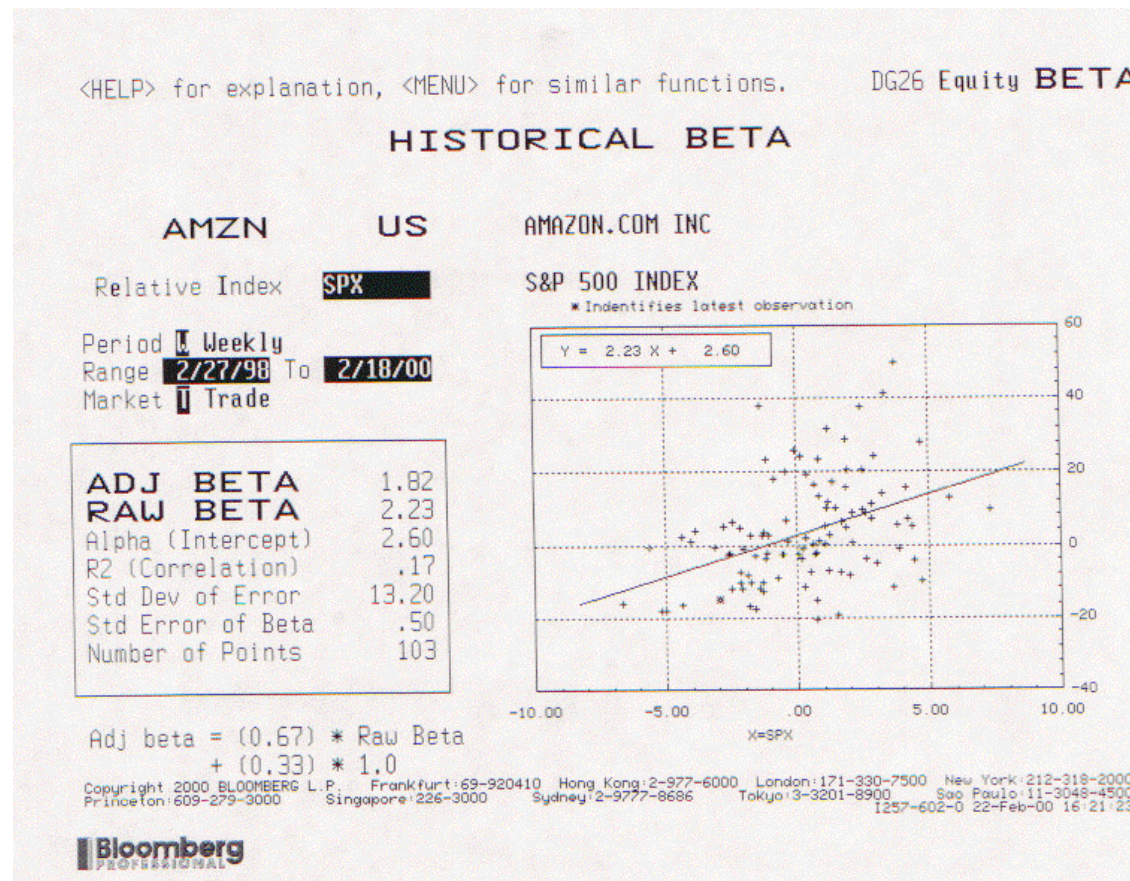 <HELP> for explanation, <MENU> for similar functions. DG26 Equity BETA
HISTORICAL BETA
AMZN US AMAZON.COM INC
Relative Index SPX S&P 500 INDEX
* Indentifies latest observation
Period W Weekly
Range 2/27/98 To 2/18/00
Market T Trade
Y = 2.23 X + 2.60
60
40
20
0
-20
-40
-10.00 -5.00 .00 5.00 10.00
X=SPX
ADJ BETA 1.82
RAW BETA 2.23
Alpha (Intercept) 2.60
R2 (Correlation) .17
Std Dev of Error 13.20
Std Error of Beta .50
Number of Points 103
Adj beta = (0.67) * Raw Beta
+ (0.33) * 1.0
Copyright 2000 BLOOMBERG L.P. Frankfurt:69-920410 Hong Kong:2-977-6000 London:171-330-7500 New York:212-318-2000
Princeton:609-279-3000 Singapore:226-3000 Sydney:2-9777-8686 Tokyo:3-3201-8900 Sao Paulo:11-3048-4500
I257-602-0 22-Feb-00 16:21:23
Bloomberg
PROFESSIONAL